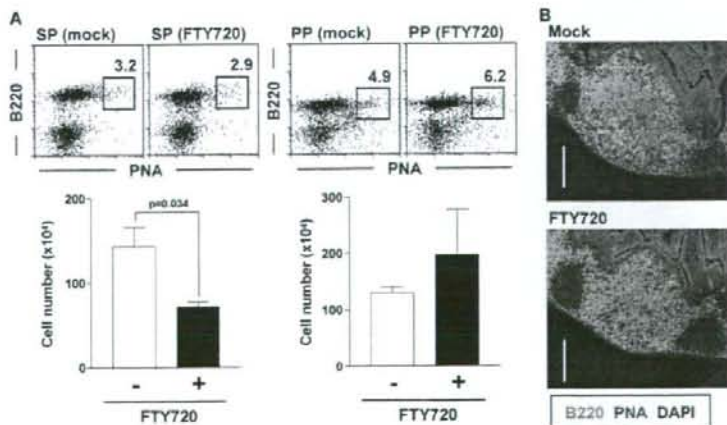 A
SP (mock) SP (FTY720)
3.2 2.9
B220
PNA
PP (mock) PP (FTY720)
4.9 6.2
B220
PNA
p=0.034
Cell number (x10⁴)
200
100
0
- +
FTY720
Cell number (x10⁴)
300
200
100
0
- +
FTY720
B
Mock
FTY720
B220 PNA DAPI